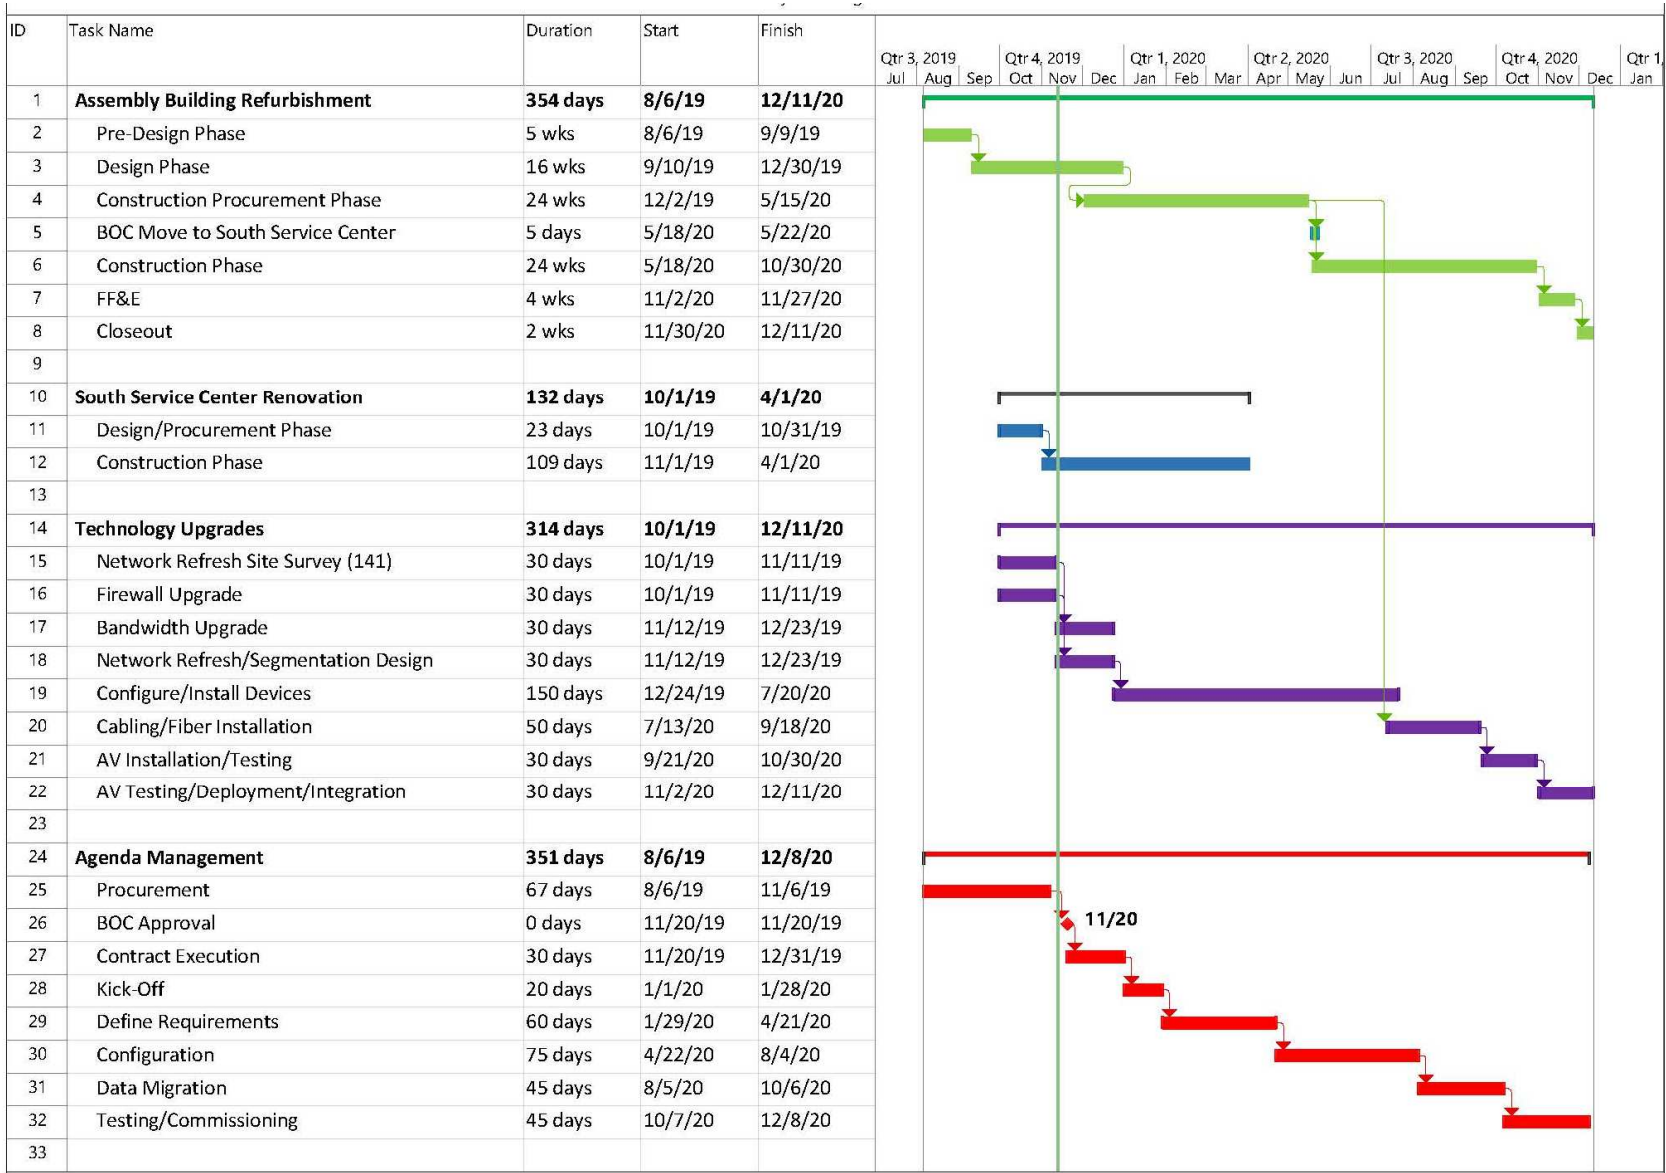 ID Task Name Duration Start Finish
Qtr 3, 2019 Qtr 4, 2019 Qtr 1, 2020 Qtr 2, 2020 Qtr 3, 2020 Qtr 4, 2020 Qtr 1,
Jul Aug Sep Oct Nov Dec Jan Feb Mar Apr May Jun Jul Aug Sep Oct Nov Dec Jan
1 Assembly Building Refurbishment 354 days 8/6/19 12/11/20
2 Pre-Design Phase 5 wks 8/6/19 9/9/19
3 Design Phase 16 wks 9/10/19 12/30/19
4 Construction Procurement Phase 24 wks 12/2/19 5/15/20
5 BOC Move to South Service Center 5 days 5/18/20 5/22/20
6 Construction Phase 24 wks 5/18/20 10/30/20
7 FF&E 4 wks 11/2/20 11/27/20
8 Closeout 2 wks 11/30/20 12/11/20
9
10 South Service Center Renovation 132 days 10/1/19 4/1/20
11 Design/Procurement Phase 23 days 10/1/19 10/31/19
12 Construction Phase 109 days 11/1/19 4/1/20
13
14 Technology Upgrades 314 days 10/1/19 12/11/20
15 Network Refresh Site Survey (141) 30 days 10/1/19 11/11/19
16 Firewall Upgrade 30 days 10/1/19 11/11/19
17 Bandwidth Upgrade 30 days 11/12/19 12/23/19
18 Network Refresh/Segmentation Design 30 days 11/12/19 12/23/19
19 Configure/Install Devices 150 days 12/24/19 7/20/20
20 Cabling/Fiber Installation 50 days 7/13/20 9/18/20
21 AV Installation/Testing 30 days 9/21/20 10/30/20
22 AV Testing/Deployment/Integration 30 days 11/2/20 12/11/20
23
24 Agenda Management 351 days 8/6/19 12/8/20
25 Procurement 67 days 8/6/19 11/6/19
26 BOC Approval 0 days 11/20/19 11/20/19 11/20
27 Contract Execution 30 days 11/20/19 12/31/19
28 Kick-Off 20 days 1/1/20 1/28/20
29 Define Requirements 60 days 1/29/20 4/21/20
30 Configuration 75 days 4/22/20 8/4/20
31 Data Migration 45 days 8/5/20 10/6/20
32 Testing/Commissioning 45 days 10/7/20 12/8/20
33